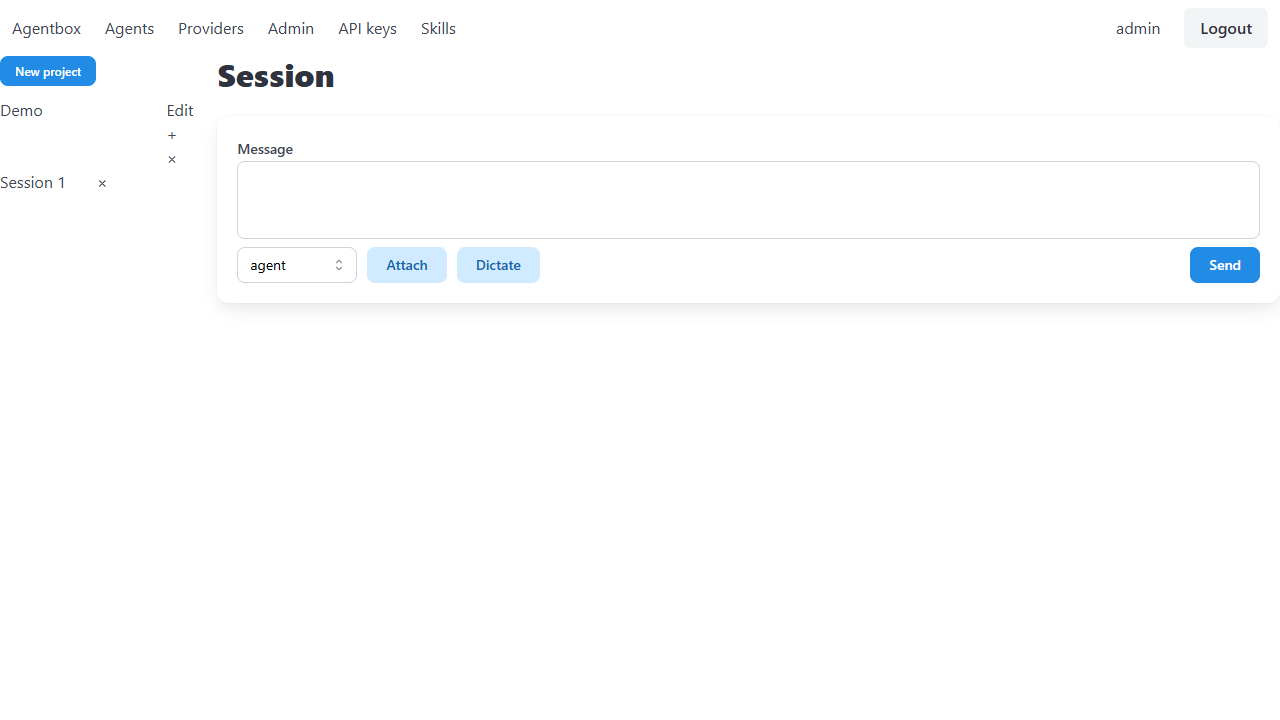 Agentbox Agents Providers Admin API keys Skills admin Logout
New project
Session
Demo Edit
+
×
Session 1 ×
Message
agent Attach Dictate Send